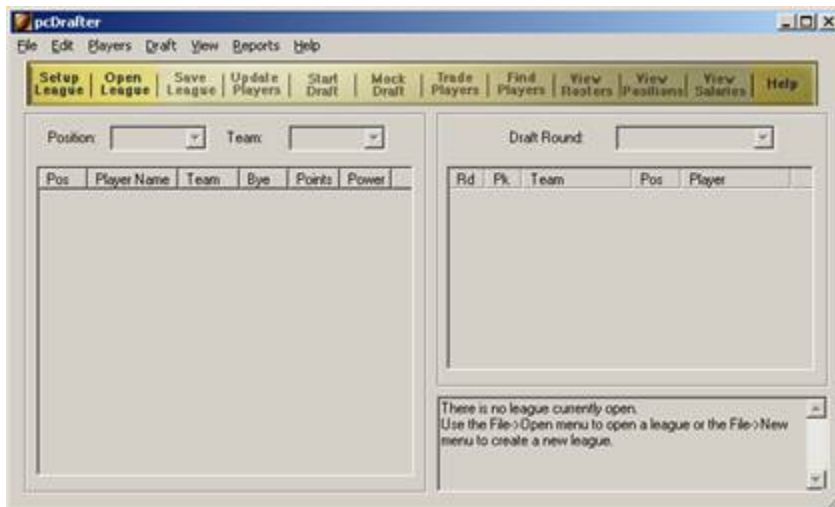 pcDrafter
File Edit Players Draft View Reports Help
Setup League Open League Save League Update Players Start Draft Mock Draft Trade Players Find Players View Rosters View Positions View Salaries Help
Position: Team: Draft Round:
Pos Player Name Team Bye Points Power
Rd Pk Team Pos Player
There is no league currently open.
Use the File->Open menu to open a league or the File->New
menu to create a new league.